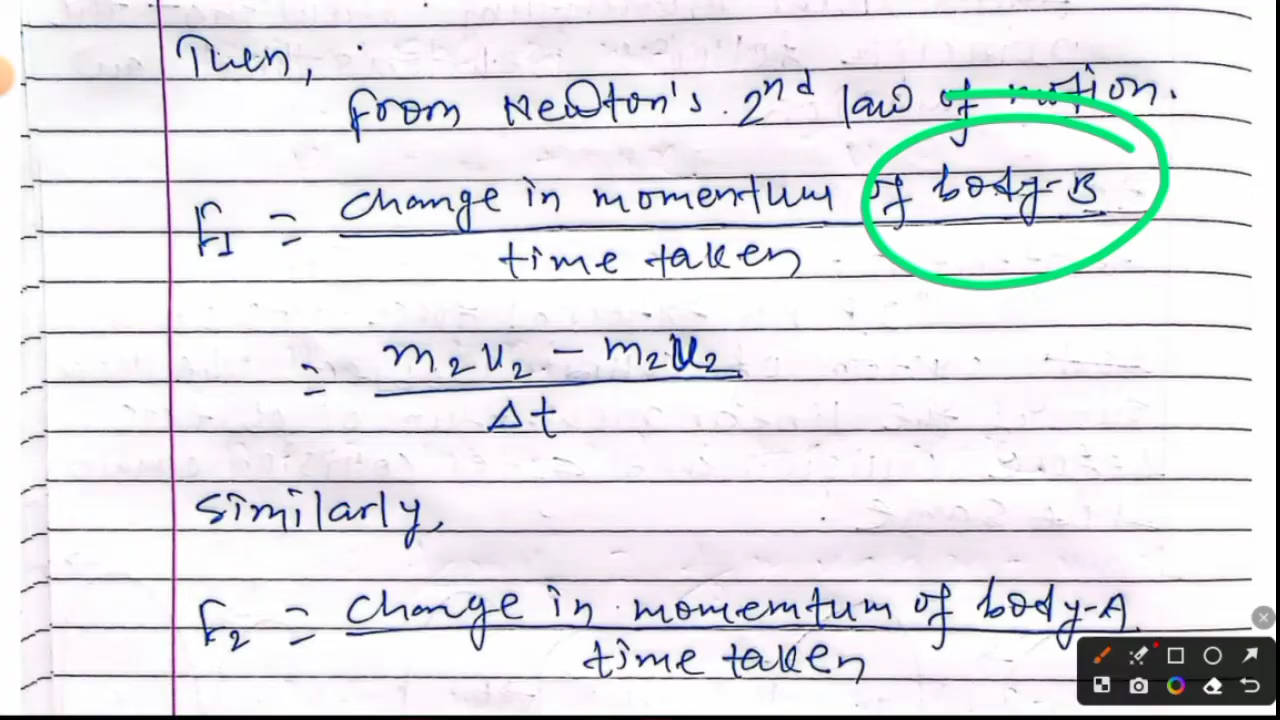 Then,
from Newton's 2nd law of motion.
F1 = change in momentum of body-B
time taken
= m2v2 - m2u2
Δt
Similarly,
F2 = change in momemtum of body-A
time taken